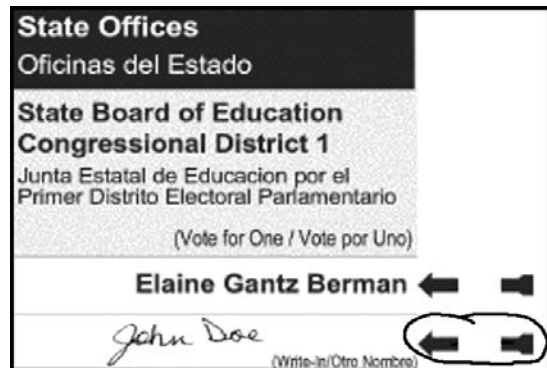 State Offices
Oficinas del Estado
State Board of Education
Congressional District 1
Junta Estatal de Educacion por el
Primer Distrito Electoral Parlamentario
(Vote for One / Vote por Uno)
Elaine Gantz Berman
John Doe
(Write-In/Otro Nombre)